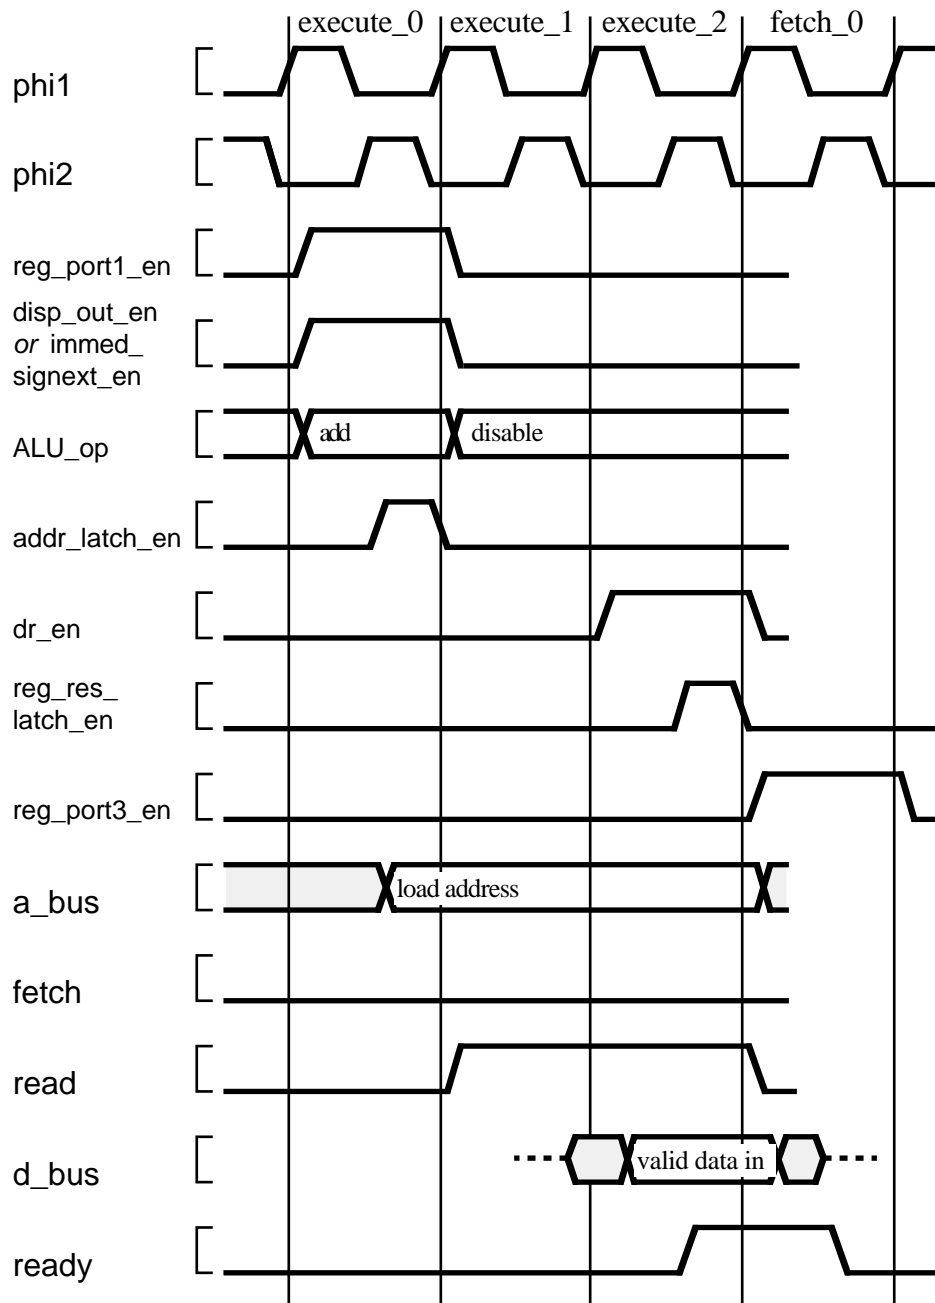 execute_0 execute_1 execute_2 fetch_0
phi1
phi2
reg_port1_en
disp_out_en
or immed_
signext_en
ALU_op add disable
addr_latch_en
dr_en
reg_res_
latch_en
reg_port3_en
a_bus load address
fetch
read
d_bus valid data in
ready